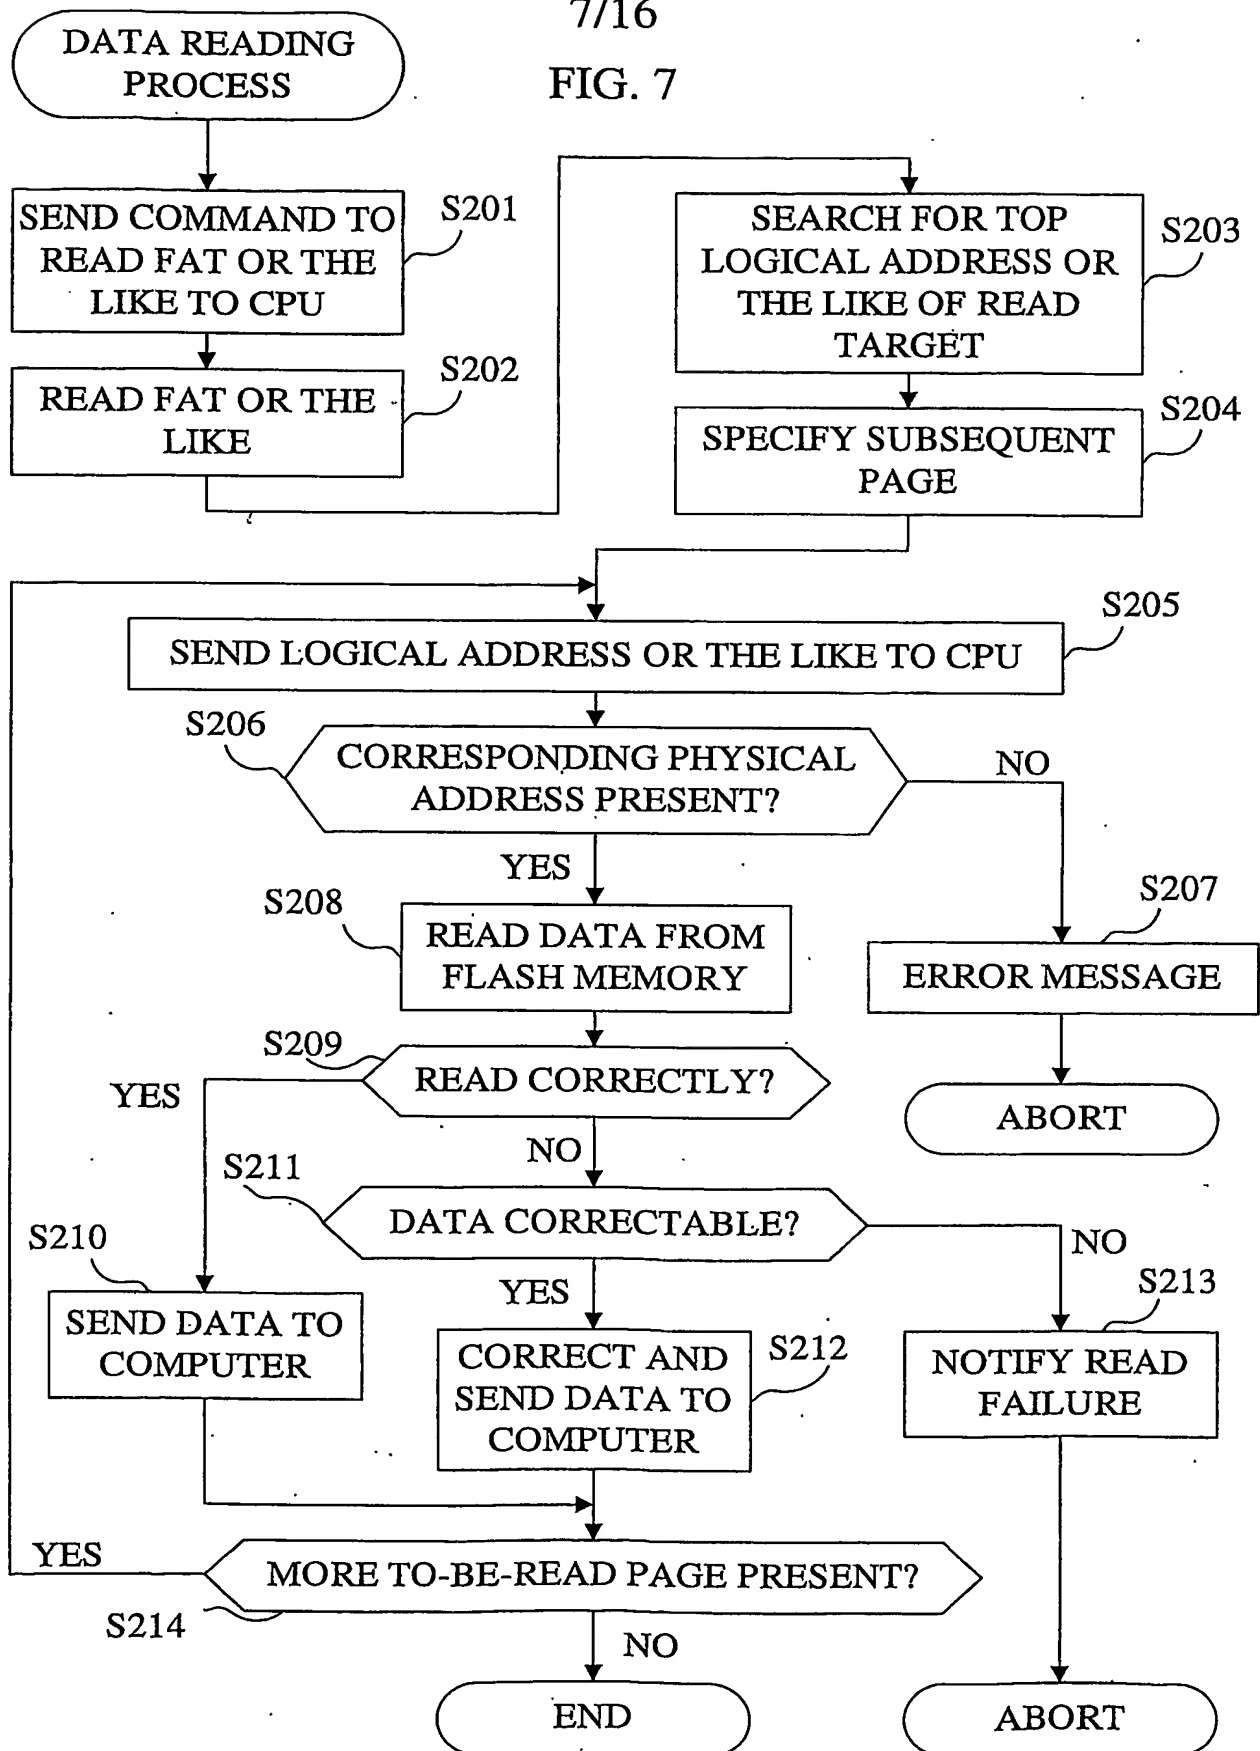 7/16
FIG. 7
DATA READING
PROCESS
SEND COMMAND TO
READ FAT OR THE
LIKE TO CPU
S201
READ FAT OR THE
LIKE
S202
SEARCH FOR TOP
LOGICAL ADDRESS OR
THE LIKE OF READ
TARGET
S203
SPECIFY SUBSEQUENT
PAGE
S204
SEND LOGICAL ADDRESS OR THE LIKE TO CPU
S205
S206
CORRESPONDING PHYSICAL
ADDRESS PRESENT?
NO
YES
S207
ERROR MESSAGE
ABORT
S208
READ DATA FROM
FLASH MEMORY
S209
READ CORRECTLY?
YES
NO
S210
SEND DATA TO
COMPUTER
S211
DATA CORRECTABLE?
NO
YES
S212
CORRECT AND
SEND DATA TO
COMPUTER
S213
NOTIFY READ
FAILURE
YES
MORE TO-BE-READ PAGE PRESENT?
S214
NO
END
ABORT